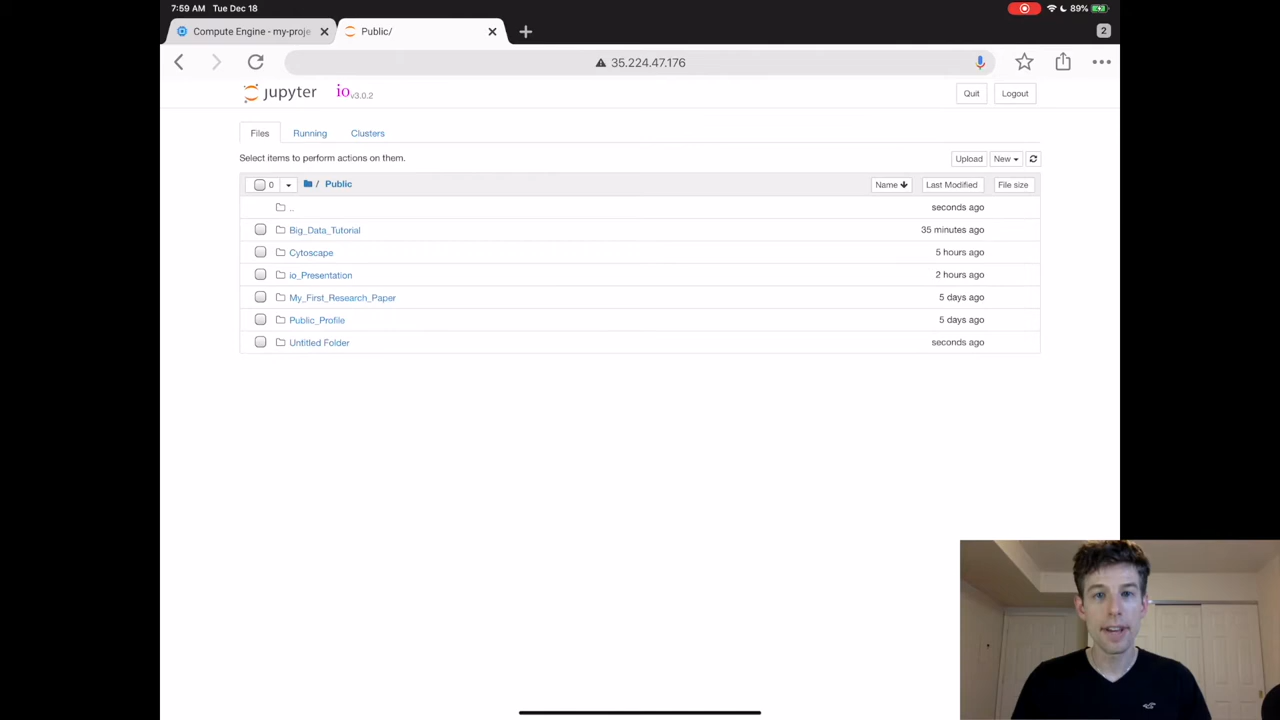 7:59 AM Tue Dec 18
89%
Compute Engine - my-proje
Public/
2
35.224.47.176
jupyter io v3.0.2
Quit
Logout
Files
Running
Clusters
Select items to perform actions on them.
Upload
New
0
/ Public
Name
Last Modified
File size
..
seconds ago
Big_Data_Tutorial
35 minutes ago
Cytoscape
5 hours ago
io_Presentation
2 hours ago
My_First_Research_Paper
5 days ago
Public_Profile
5 days ago
Untitled Folder
seconds ago